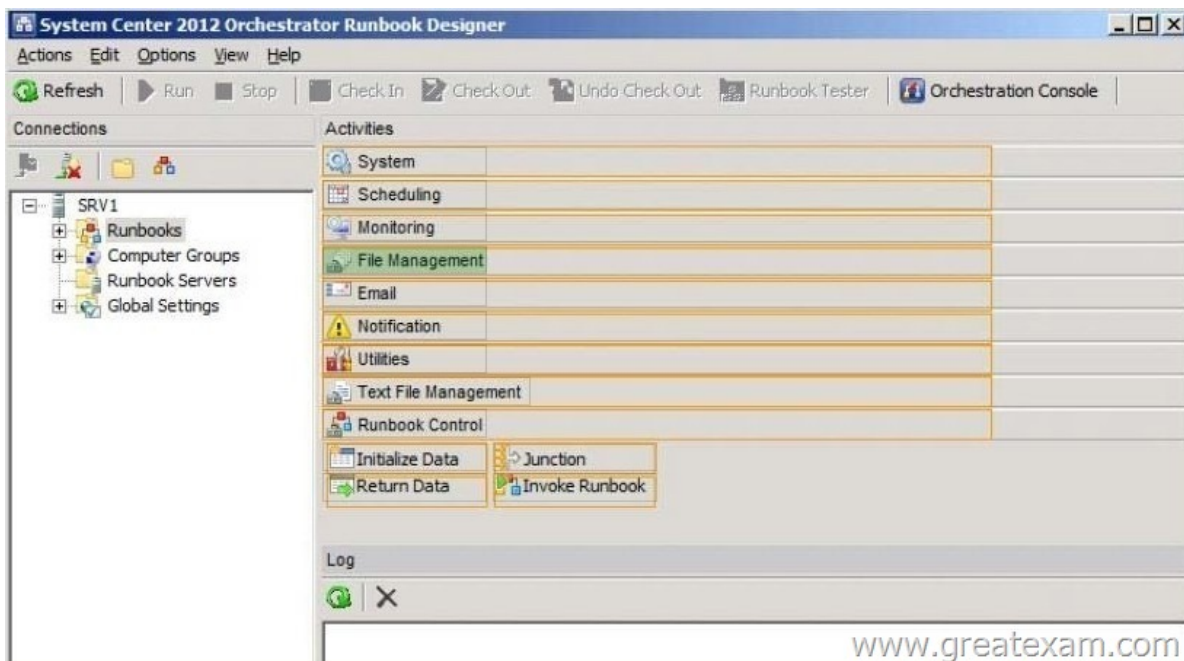 System Center 2012 Orchestrator Runbook Designer
Actions Edit Options View Help
Refresh Run Stop Check In Check Out Undo Check Out Runbook Tester Orchestration Console
Connections
SRV1
Runbooks
Computer Groups
Runbook Servers
Global Settings
Activities
System
Scheduling
Monitoring
File Management
Email
Notification
Utilities
Text File Management
Runbook Control
Initialize Data Junction
Return Data Invoke Runbook
Log
www.greatexam.com